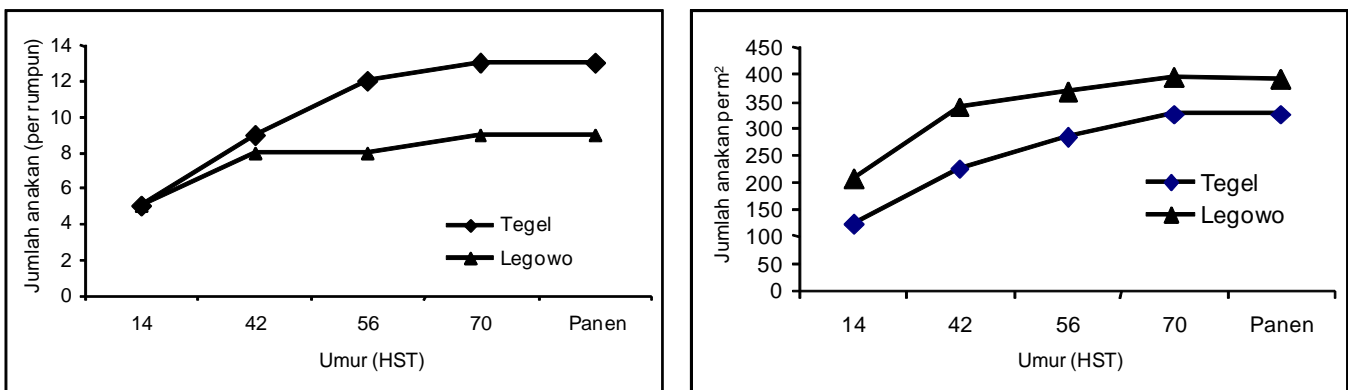 Jumlah anakan (per rumpun)
14
12
10
8
6
4
2
0
Tegel
Legowo
14 42 56 70 Panen
Umur (HST)
Jumlah anakan per m²
450
400
350
300
250
200
150
100
50
0
Tegel
Legowo
14 42 56 70 Panen
Umur (HST)